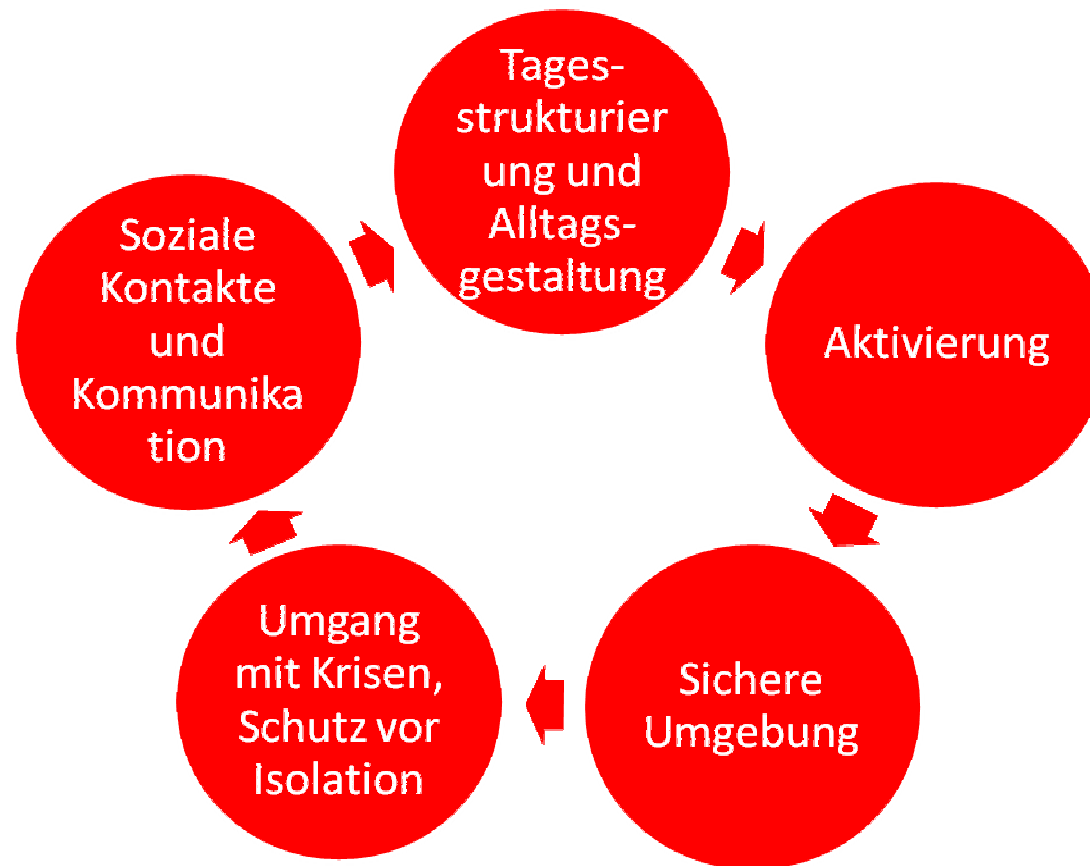 Tages-
strukturier
ung und
Alltags-
gestaltung
Aktivierung
Sichere
Umgebung
Umgang
mit Krisen,
Schutz vor
Isolation
Soziale
Kontakte
und
Kommunika
tion